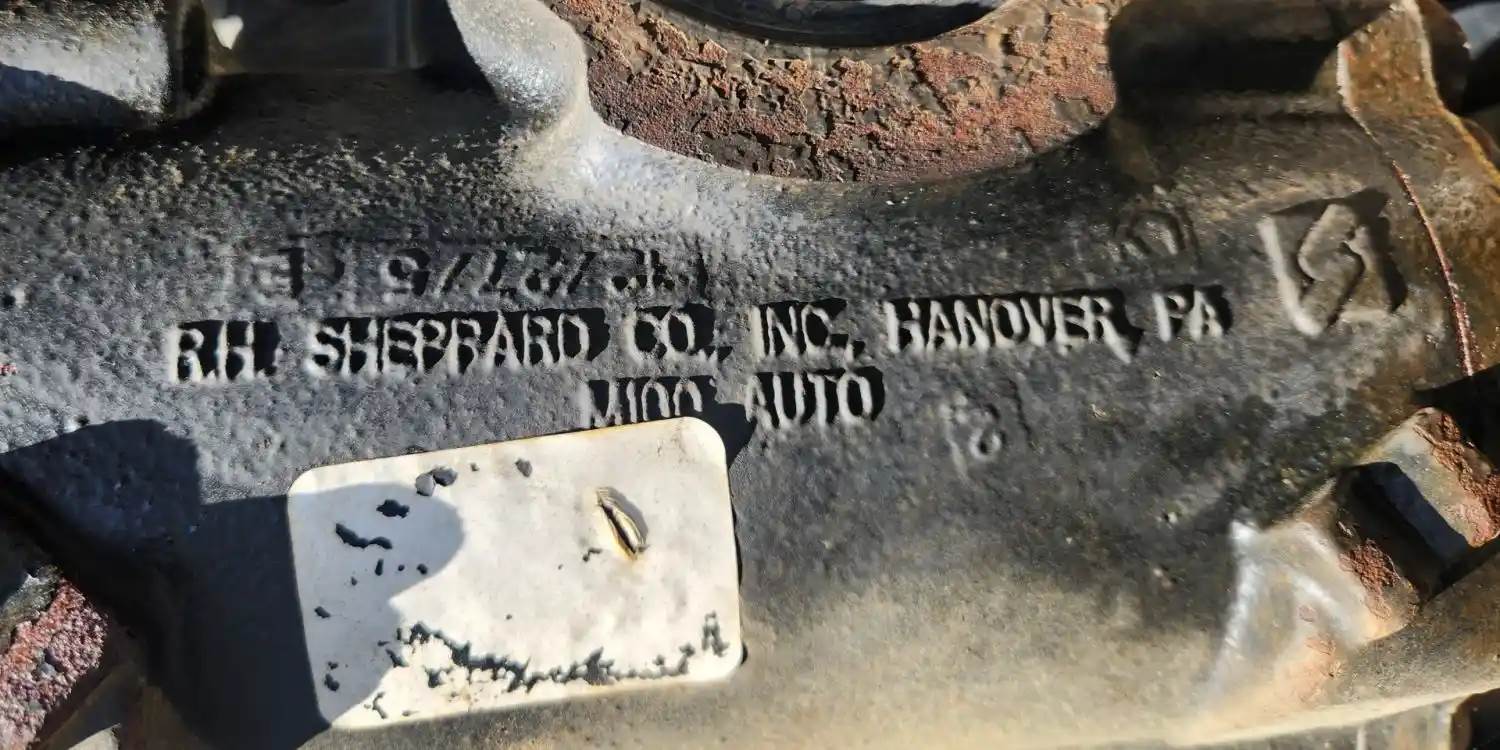 R.H. SHEPPARD CO., INC., HANOVER, PA
M100 AUTO